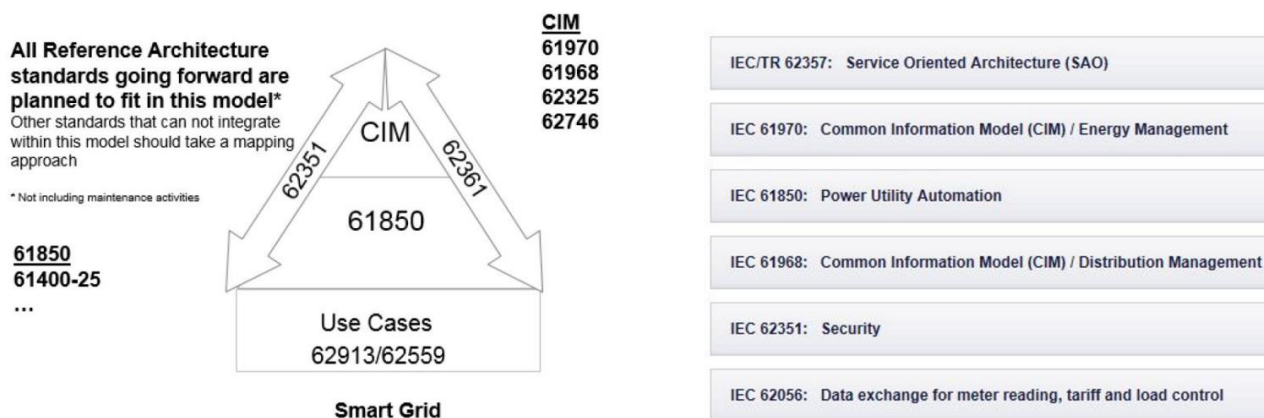 All Reference Architecture
standards going forward are
planned to fit in this model*
Other standards that can not integrate
within this model should take a mapping
approach
* Not including maintenance activities
61850
61400-25
...
CIM
61970
61968
62325
62746
CIM
62351
62361
61850
Use Cases
62913/62559
Smart Grid
IEC/TR 62357: Service Oriented Architecture (SAO)
IEC 61970: Common Information Model (CIM) / Energy Management
IEC 61850: Power Utility Automation
IEC 61968: Common Information Model (CIM) / Distribution Management
IEC 62351: Security
IEC 62056: Data exchange for meter reading, tariff and load control